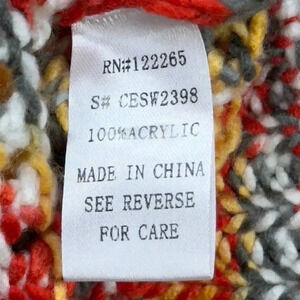 RN#122265
S# CESW2398
100%ACRYLIC
MADE IN CHINA
SEE REVERSE
FOR CARE